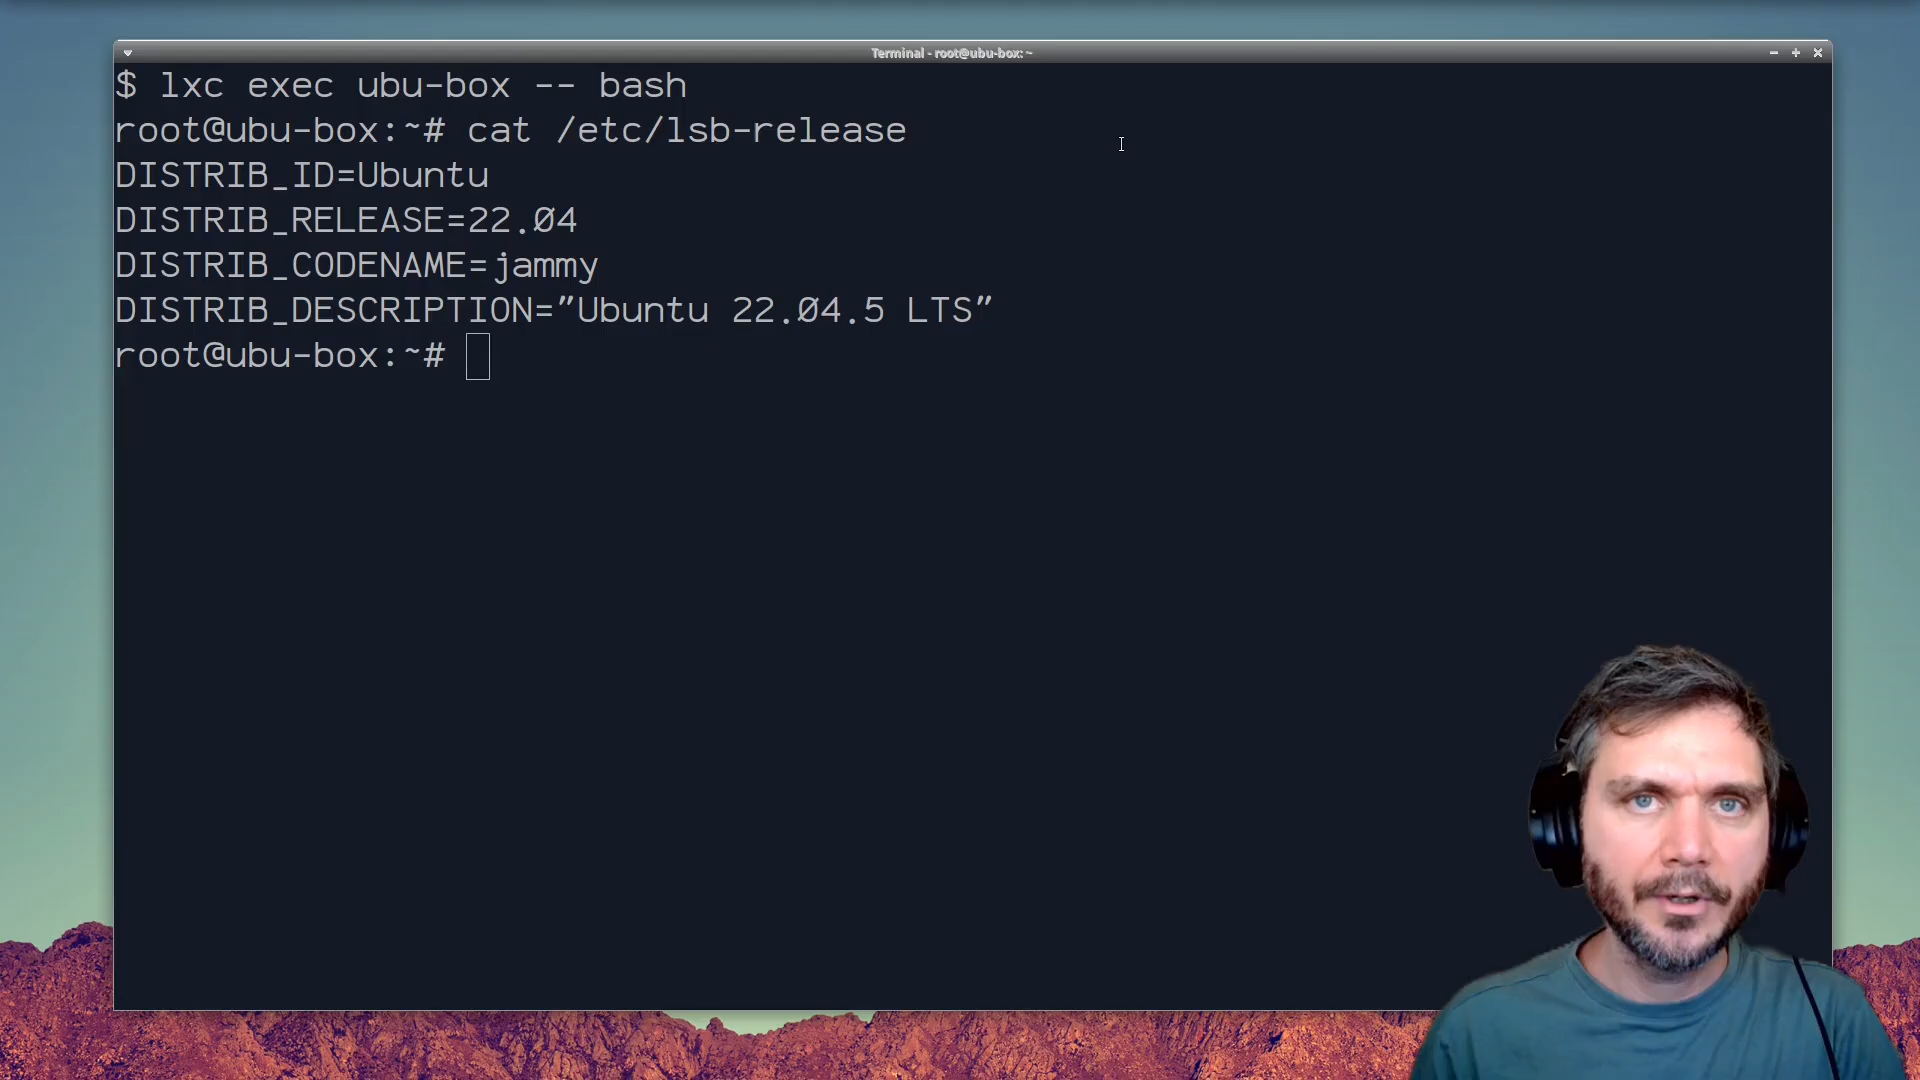 Terminal - root@ubu-box: ~
$ lxc exec ubu-box -- bash
root@ubu-box:~# cat /etc/lsb-release
DISTRIB_ID=Ubuntu
DISTRIB_RELEASE=22.04
DISTRIB_CODENAME=jammy
DISTRIB_DESCRIPTION="Ubuntu 22.04.5 LTS"
root@ubu-box:~#